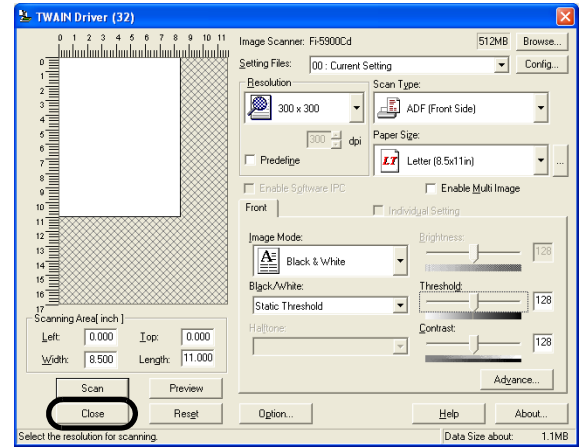 TWAIN Driver (32)
0 1 2 3 4 5 6 7 8 9 10 11
0
1
2
3
4
5
6
7
8
9
10
11
12
13
14
15
16
17
Image Scanner: Fi-5900Cd 512MB Browse...
Setting Files: 00 : Current Setting Config...
Resolution
300 x 300
300 dpi
Predefine
Scan Type:
ADF (Front Side)
Paper Size:
LT Letter (8.5x11in) ...
Enable Software IPC Enable Multi Image
Front Individual Setting
Image Mode:
A Black & White
Brightness:
128
Black/White:
Static Threshold
Threshold:
128
Halftone:
Contrast:
128
Advance...
Scanning Area[ inch ]
Left: 0.000 Top: 0.000
Width: 8.500 Length: 11.000
Scan Preview
Close Reset Option... Help About...
Select the resolution for scanning. Data Size about: 1.1MB